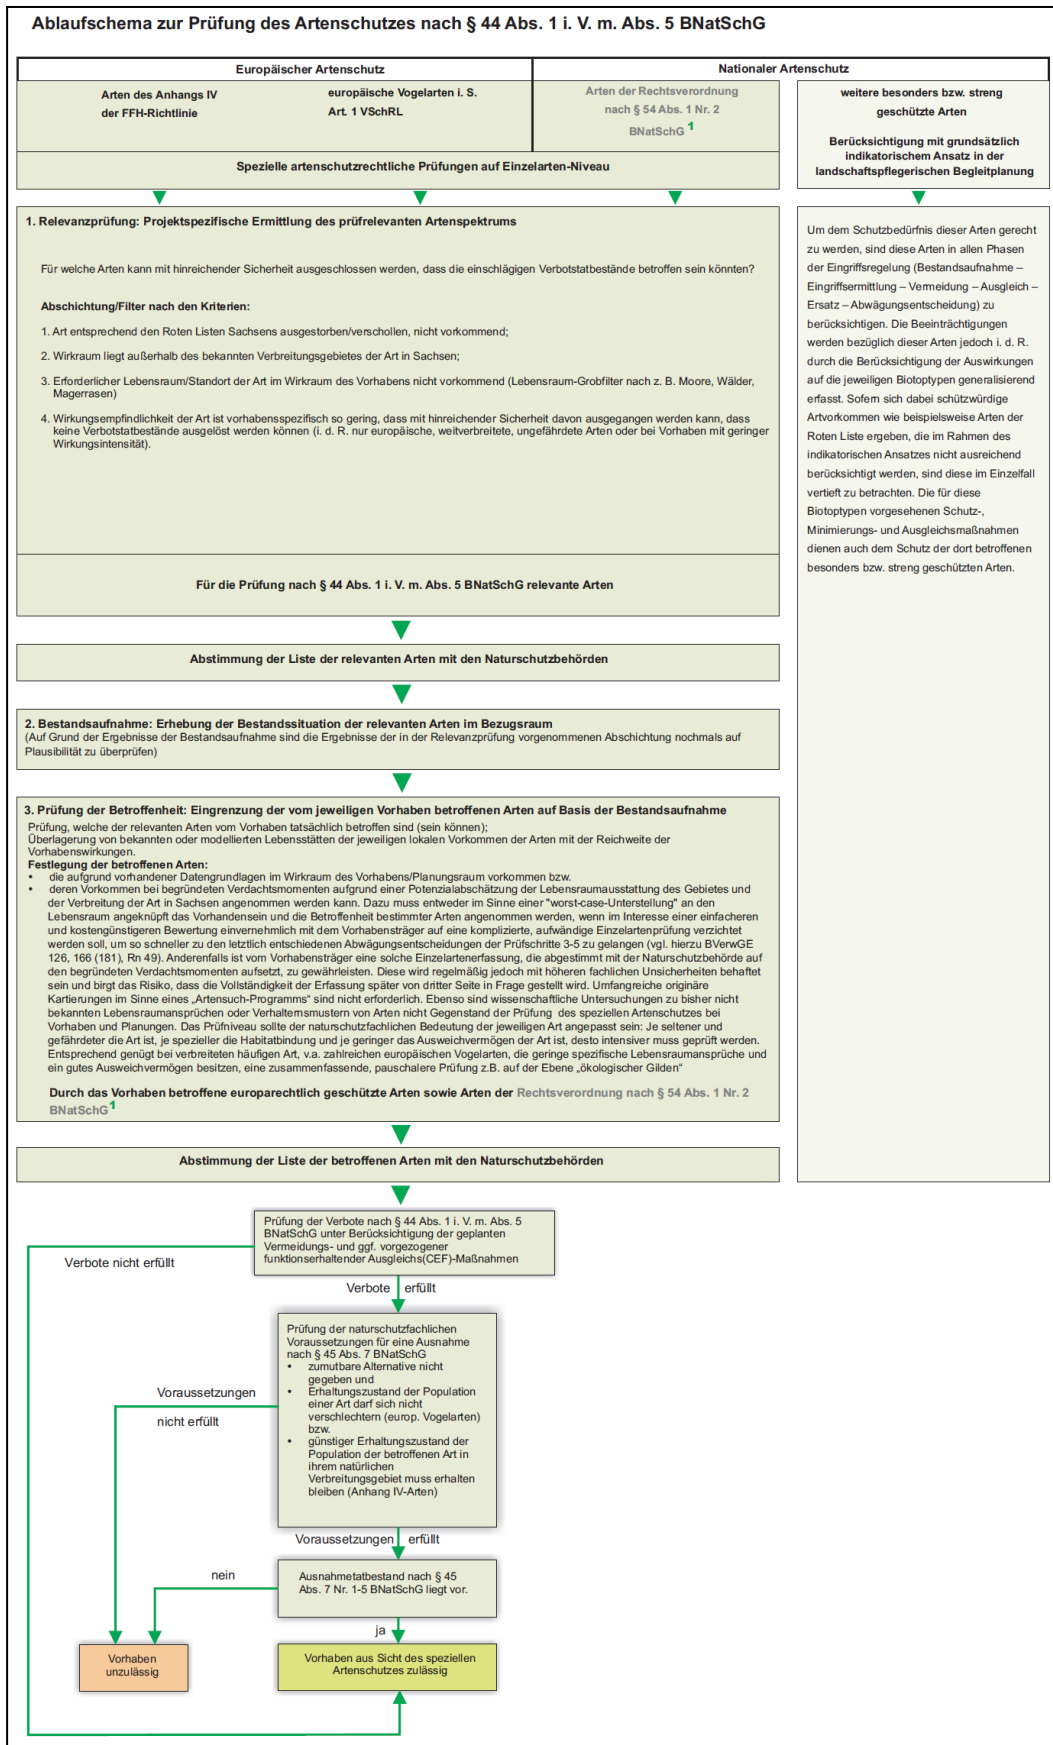 Ablaufschema zur Prüfung des Artenschutzes nach § 44 Abs. 1 i. V. m. Abs. 5 BNatSchG
Europäischer Artenschutz
Nationaler Artenschutz
Arten des Anhangs IV
der FFH-Richtlinie
europäische Vogelarten i. S.
Art. 1 VSchRL
Arten der Rechtsverordnung
nach § 54 Abs. 1 Nr. 2
BNatSchG 1
weitere besonders bzw. streng
geschützte Arten
Berücksichtigung mit grundsätzlich
indikatorischem Ansatz in der
landschaftspflegerischen Begleitplanung
Spezielle artenschutzrechtliche Prüfungen auf Einzelarten-Niveau
1. Relevanzprüfung: Projektspezifische Ermittlung des prüfrelevanten Artenspektrums
Für welche Arten kann mit hinreichender Sicherheit ausgeschlossen werden, dass die einschlägigen Verbotstatbestände betroffen sein könnten?
Abschichtung/Filter nach den Kriterien:
1. Art entsprechend den Roten Listen Sachsens ausgestorben/verschollen, nicht vorkommend;
2. Wirkraum liegt außerhalb des bekannten Verbreitungsgebietes der Art in Sachsen;
3. Erforderlicher Lebensraum/Standort der Art im Wirkraum des Vorhabens nicht vorkommend (Lebensraum-Grobfilter nach z. B. Moore, Wälder,
Magerrasen)
4. Wirkungsempfindlichkeit der Art ist vorhabensspezifisch so gering, dass mit hinreichender Sicherheit davon ausgegangen werden kann, dass
keine Verbotstatbestände ausgelöst werden können (i. d. R. nur europäische, weitverbreitete, ungefährdete Arten oder bei Vorhaben mit geringer
Wirkungsintensität).
Für die Prüfung nach § 44 Abs. 1 i. V. m. Abs. 5 BNatSchG relevante Arten
Um dem Schutzbedürfnis dieser Arten gerecht
zu werden, sind diese Arten in allen Phasen
der Eingriffsregelung (Bestandsaufnahme –
Eingriffsermittlung – Vermeidung – Ausgleich –
Ersatz – Abwägungsentscheidung) zu
berücksichtigen. Die Beeinträchtigungen
werden bezüglich dieser Arten jedoch i. d. R.
durch die Berücksichtigung der Auswirkungen
auf die jeweiligen Biotoptypen generalisierend
erfasst. Sofern sich dabei schützwürdige
Artvorkommen wie beispielsweise Arten der
Roten Liste ergeben, die im Rahmen des
indikatorischen Ansatzes nicht ausreichend
berücksichtigt werden, sind diese im Einzelfall
vertieft zu betrachten. Die für diese
Biotoptypen vorgesehenen Schutz-,
Minimierungs- und Ausgleichsmaßnahmen
dienen auch dem Schutz der dort betroffenen
besonders bzw. streng geschützten Arten.
Abstimmung der Liste der relevanten Arten mit den Naturschutzbehörden
2. Bestandsaufnahme: Erhebung der Bestandssituation der relevanten Arten im Bezugsraum
(Auf Grund der Ergebnisse der Bestandsaufnahme sind die Ergebnisse der in der Relevanzprüfung vorgenommenen Abschichtung nochmals auf
Plausibilität zu überprüfen)
3. Prüfung der Betroffenheit: Eingrenzung der vom jeweiligen Vorhaben betroffenen Arten auf Basis der Bestandsaufnahme
Prüfung, welche der relevanten Arten vom Vorhaben tatsächlich betroffen sind (sein können);
Überlagerung von bekannten oder modellierten Lebensstätten der jeweiligen lokalen Vorkommen der Arten mit der Reichweite der
Vorhabenswirkungen.
Festlegung der betroffenen Arten:
• die aufgrund vorhandener Datengrundlagen im Wirkraum des Vorhabens/Planungsraum vorkommen bzw.
• deren Vorkommen bei begründeten Verdachtsmomenten aufgrund einer Potenzialabschätzung der Lebensraumausstattung des Gebietes und
der Verbreitung der Art in Sachsen angenommen werden kann. Dazu muss entweder im Sinne einer "worst-case-Unterstellung" an den
Lebensraum angeknüpft das Vorhandensein und die Betroffenheit bestimmter Arten angenommen werden, wenn im Interesse einer einfacheren
und kostengünstigeren Bewertung einvernehmlich mit dem Vorhabensträger auf eine komplizierte, aufwändige Einzelartenprüfung verzichtet
werden soll, um so schneller zu den letztlich entschiedenen Abwägungsentscheidungen der Prüfschritte 3-5 zu gelangen (vgl. hierzu BVerwGE
126, 166 (181), Rn 49). Anderenfalls ist vom Vorhabensträger eine solche Einzelartenerfassung, die abgestimmt mit der Naturschutzbehörde auf
den begründeten Verdachtsmomenten aufsetzt, zu gewährleisten. Diese wird regelmäßig jedoch mit höheren fachlichen Unsicherheiten behaftet
sein und birgt das Risiko, dass die Vollständigkeit der Erfassung später von dritter Seite in Frage gestellt wird. Umfangreiche originäre
Kartierungen im Sinne eines „Artensuch-Programms“ sind nicht erforderlich. Ebenso sind wissenschaftliche Untersuchungen zu bisher nicht
bekannten Lebensraumansprüchen oder Verhaltensmustern von Arten nicht Gegenstand der Prüfung des speziellen Artenschutzes bei
Vorhaben und Planungen. Das Prüfniveau sollte der naturschutzfachlichen Bedeutung der jeweiligen Art angepasst sein: Je seltener und
gefährdeter die Art ist, je spezieller die Habitatbindung und je geringer das Ausweichvermögen der Art ist, desto intensiver muss geprüft werden.
Entsprechend genügt bei verbreiteten häufigen Art, v.a. zahlreichen europäischen Vogelarten, die geringe spezifische Lebensraumansprüche und
ein gutes Ausweichvermögen besitzen, eine zusammenfassende, pauschalere Prüfung z.B. auf der Ebene „ökologischer Gilden“
Durch das Vorhaben betroffene europarechtlich geschützte Arten sowie Arten der Rechtsverordnung nach § 54 Abs. 1 Nr. 2
BNatSchG 1
Abstimmung der Liste der betroffenen Arten mit den Naturschutzbehörden
Prüfung der Verbote nach § 44 Abs. 1 i. V. m. Abs. 5
BNatSchG unter Berücksichtigung der geplanten
Vermeidungs- und ggf. vorgezogener
funktionserhaltender Ausgleichs(CEF)-Maßnahmen
Verbote nicht erfüllt
Verbote erfüllt
Prüfung der naturschutzfachlichen
Voraussetzungen für eine Ausnahme
nach § 45 Abs. 7 BNatSchG
• zumutbare Alternative nicht
gegeben und
• Erhaltungszustand der Population
einer Art darf sich nicht
verschlechtern (europ. Vogelarten)
bzw.
• günstiger Erhaltungszustand der
Population der betroffenen Art in
ihrem natürlichen
Verbreitungsgebiet muss erhalten
bleiben (Anhang IV-Arten)
Voraussetzungen
nicht erfüllt
Voraussetzungen erfüllt
nein
Ausnahmetatbestand nach § 45
Abs. 7 Nr. 1-5 BNatSchG liegt vor.
ja
Vorhaben
unzulässig
Vorhaben aus Sicht des speziellen
Artenschutzes zulässig